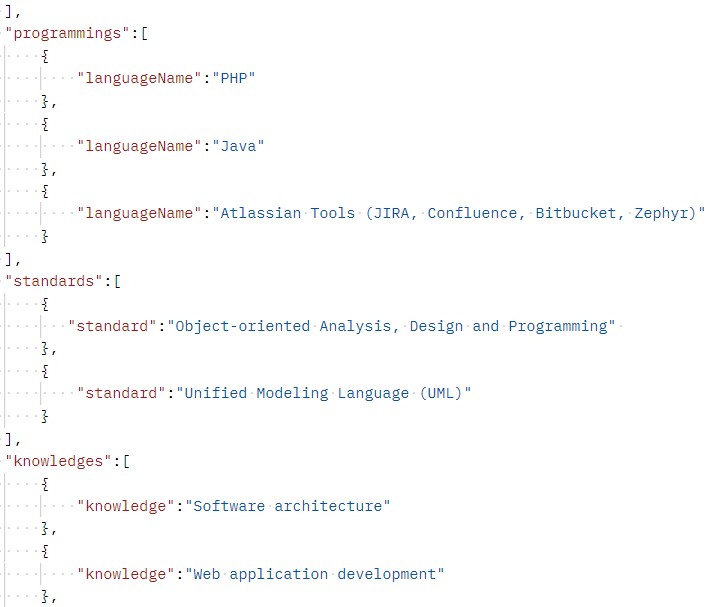 ],
"programmings":[
{
"languageName":"PHP"
},
{
"languageName":"Java"
},
{
"languageName":"Atlassian Tools (JIRA, Confluence, Bitbucket, Zephyr)"
}
],
"standards":[
{
"standard":"Object-oriented Analysis, Design and Programming"
},
{
"standard":"Unified Modeling Language (UML)"
}
],
"knowledges":[
{
"knowledge":"Software architecture"
},
{
"knowledge":"Web application development"
},